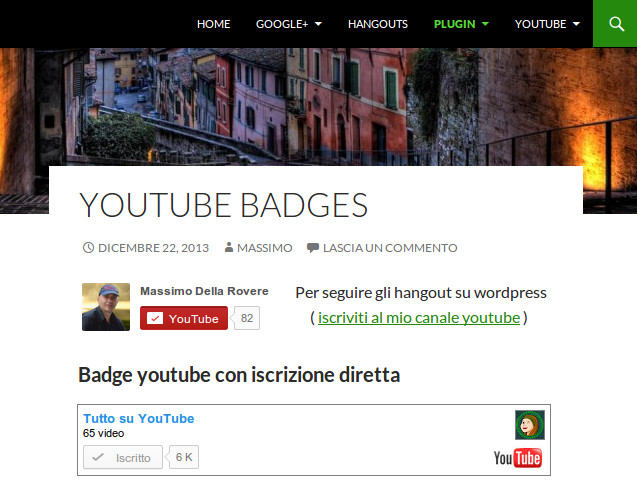 HOME GOOGLE+ HANGOUTS PLUGIN YOUTUBE
YOUTUBE BADGES
DICEMBRE 22, 2013 MASSIMO LASCIA UN COMMENTO
Massimo Della Rovere
YouTube 82
Per seguire gli hangout su wordpress
( iscriviti al mio canale youtube )
Badge youtube con iscrizione diretta
Tutto su YouTube
65 video
Iscritto 6 K
YouTube